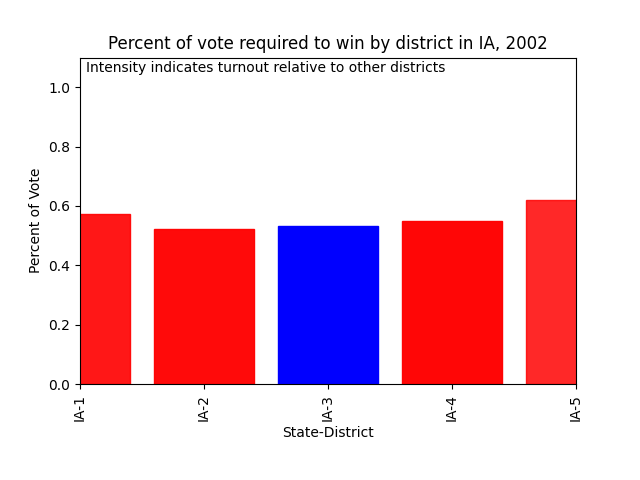 Percent of vote required to win by district in IA, 2002
Intensity indicates turnout relative to other districts
1.0
0.8
0.6
0.4
0.2
0.0
Percent of Vote
IA-1
IA-2
IA-3
IA-4
IA-5
State-District